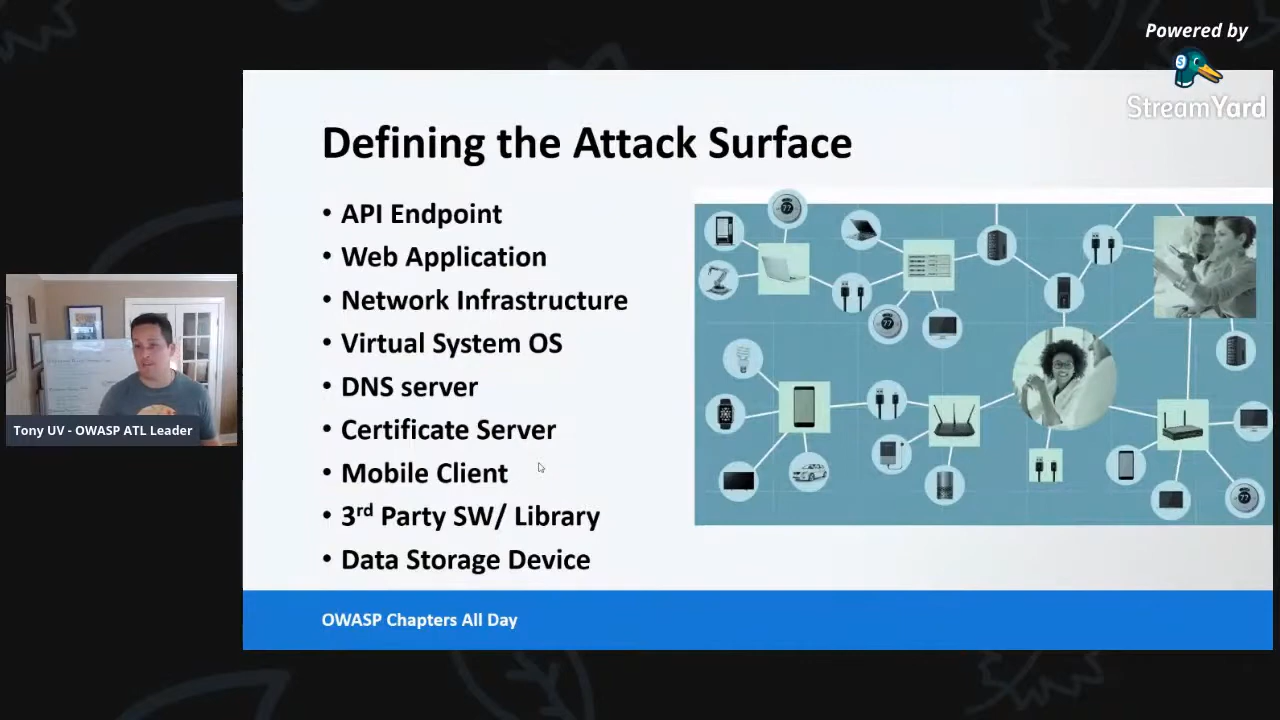 Powered by
StreamYard
Defining the Attack Surface
• API Endpoint
• Web Application
• Network Infrastructure
• Virtual System OS
• DNS server
• Certificate Server
• Mobile Client
• 3rd Party SW/ Library
• Data Storage Device
Tony UV - OWASP ATL Leader
OWASP Chapters All Day